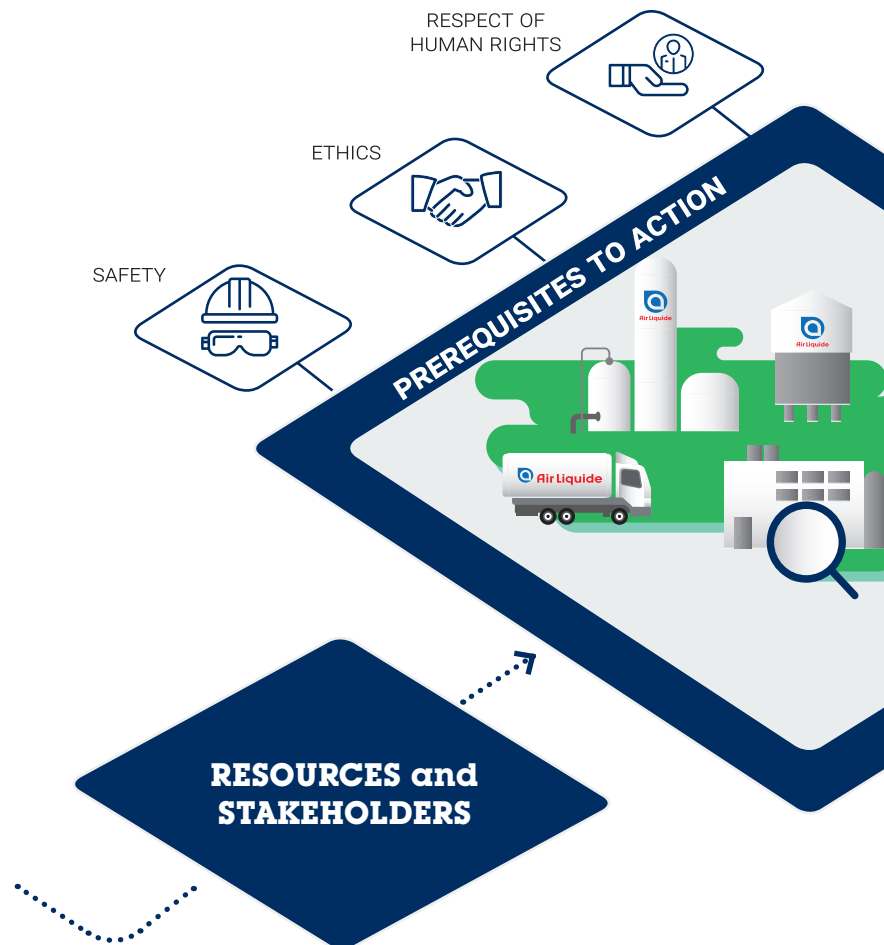 RESPECT OF
HUMAN RIGHTS
ETHICS
SAFETY
PREREQUISITES TO ACTION
Air Liquide
Air Liquide
Air Liquide
RESOURCES and
STAKEHOLDERS